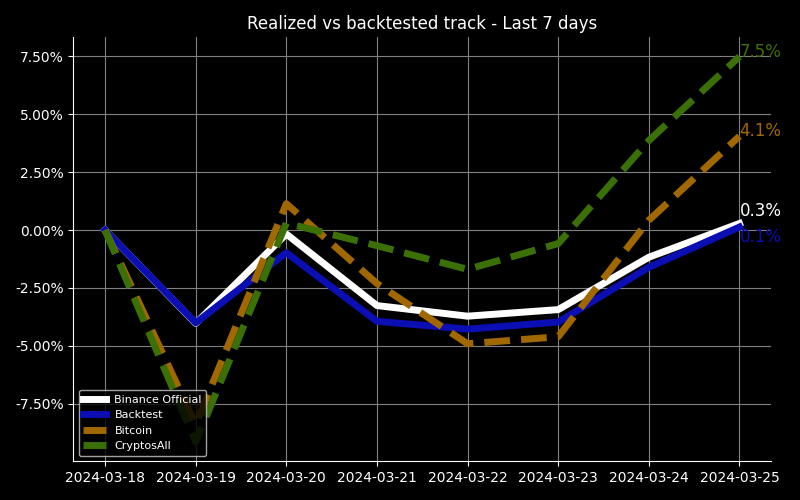 Realized vs backtested track - Last 7 days
7.50%
5.00%
2.50%
0.00%
-2.50%
-5.00%
-7.50%
7.5%
4.1%
0.3%
0.1%
Binance Official
Backtest
Bitcoin
CryptosAll
2024-03-18 2024-03-19 2024-03-20 2024-03-21 2024-03-22 2024-03-23 2024-03-24 2024-03-25